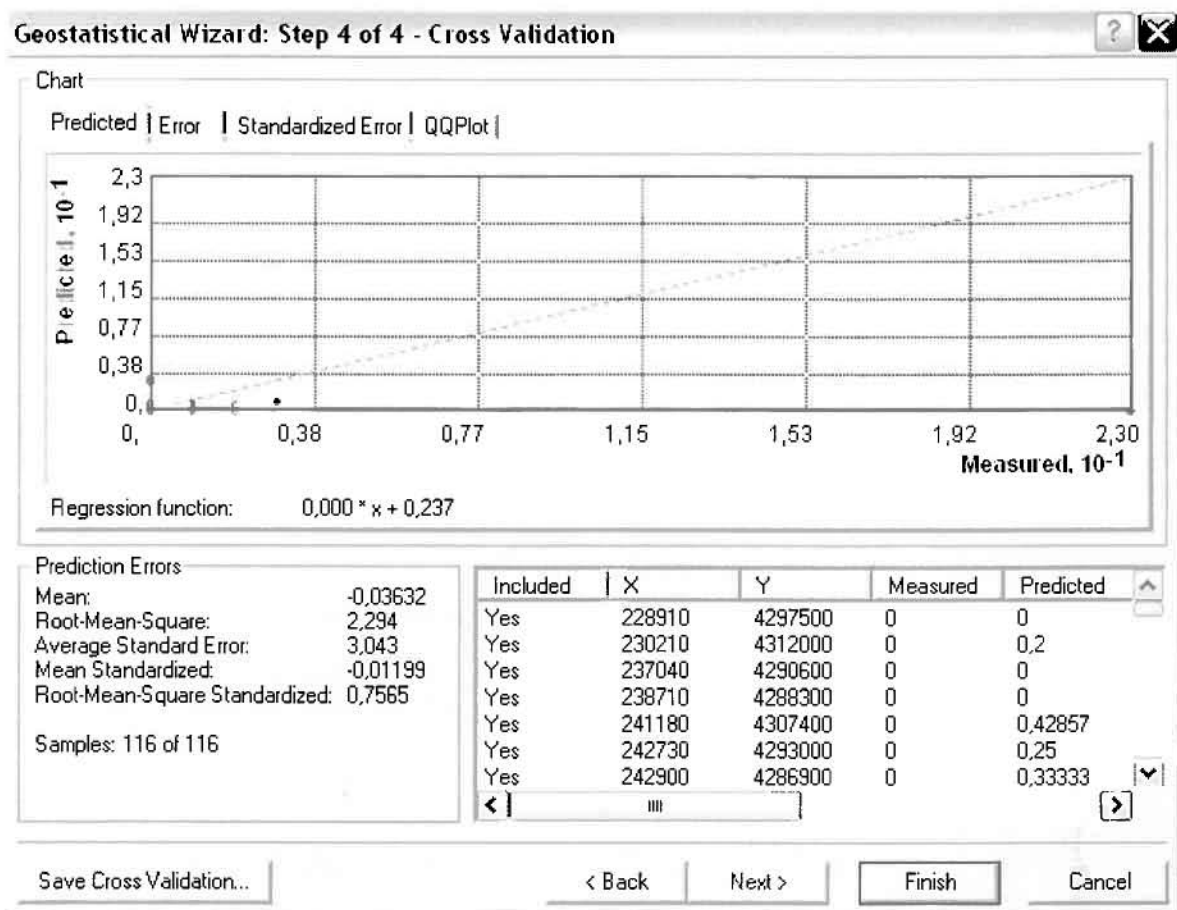 Geostatistical Wizard: Step 4 of 4 - Cross Validation
?
Chart
Predicted
Error
Standardized Error
QQPlot
Predicted, 10-1
2,3
1,92
1,53
1,15
0,77
0,38
0,
0,
0,38
0,77
1,15
1,53
1,92
2,30
Measured, 10-1
Regression function: 0,000 * x + 0,237
Prediction Errors
Mean: -0,03632
Root-Mean-Square: 2,294
Average Standard Error: 3,043
Mean Standardized: -0,01199
Root-Mean-Square Standardized: 0,7565
Samples: 116 of 116
Included X Y Measured Predicted
Yes 228910 4297500 0 0
Yes 230210 4312000 0 0,2
Yes 237040 4290600 0 0
Yes 238710 4288300 0 0
Yes 241180 4307400 0 0,42857
Yes 242730 4293000 0 0,25
Yes 242900 4286900 0 0,33333
Save Cross Validation...
< Back
Next >
Finish
Cancel